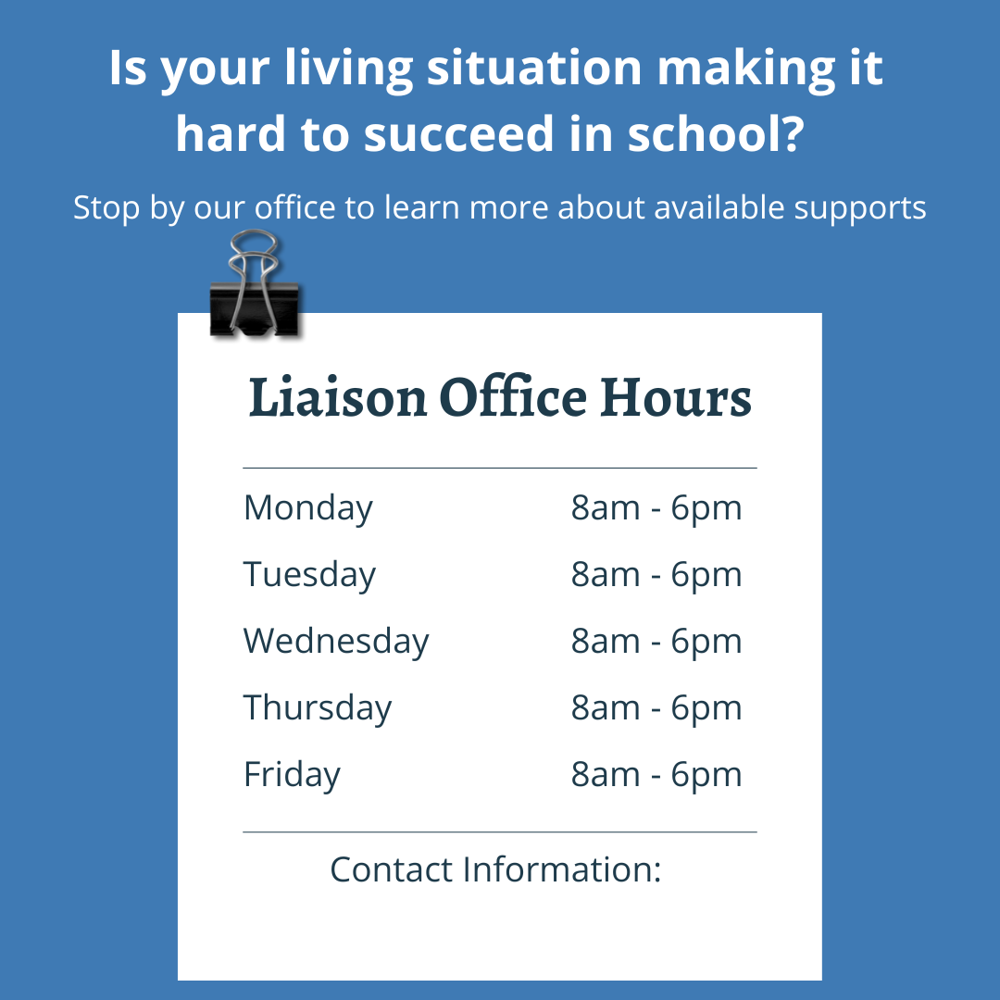 Is your living situation making it
hard to succeed in school?
Stop by our office to learn more about available supports
Liaison Office Hours
Monday 8am - 6pm
Tuesday 8am - 6pm
Wednesday 8am - 6pm
Thursday 8am - 6pm
Friday 8am - 6pm
Contact Information: